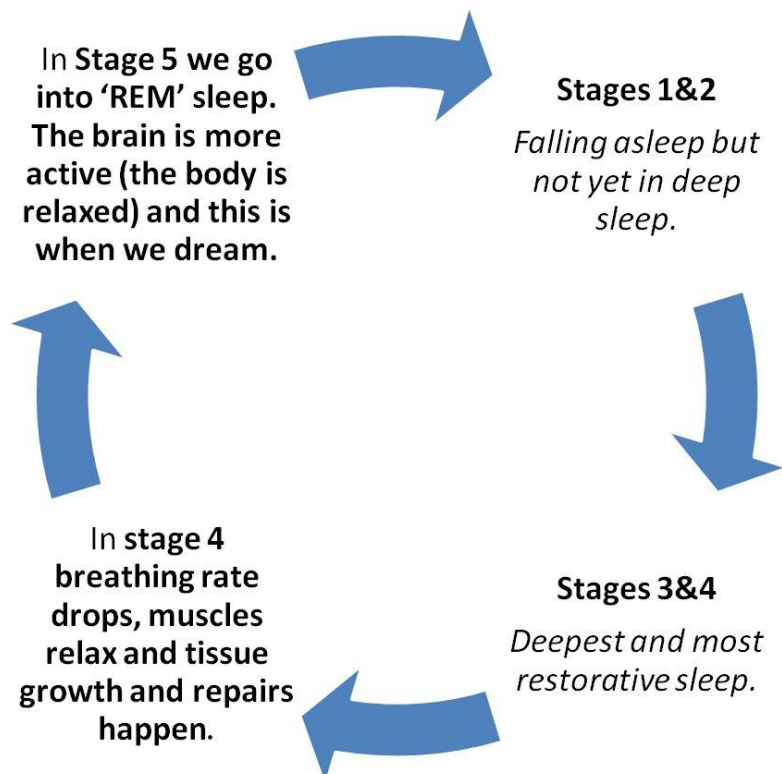 In Stage 5 we go
into ‘REM’ sleep.
The brain is more
active (the body is
relaxed) and this is
when we dream.
Stages 1&2
Falling asleep but
not yet in deep
sleep.
Stages 3&4
Deepest and most
restorative sleep.
In stage 4
breathing rate
drops, muscles
relax and tissue
growth and repairs
happen.